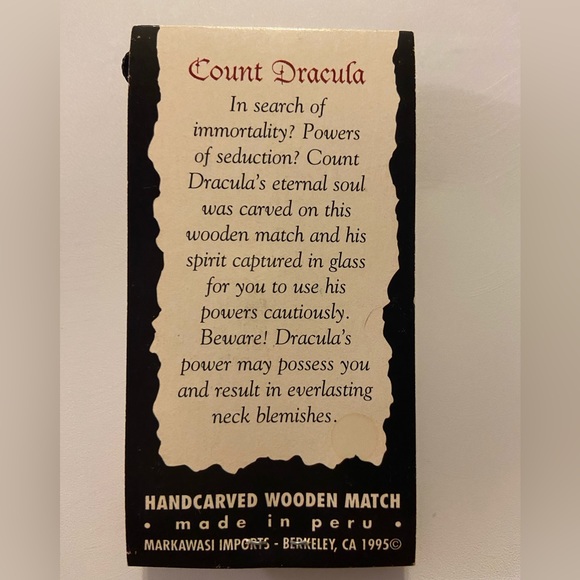 Count Dracula
In search of
immortality? Powers
of seduction? Count
Dracula's eternal soul
was carved on this
wooden match and his
spirit captured in glass
for you to use his
powers cautiously.
Beware! Dracula's
power may possess you
and result in everlasting
neck blemishes.
HANDCARVED WOODEN MATCH
• made in peru •
MARKAWASI IMPORTS - BERKELEY, CA 1995©